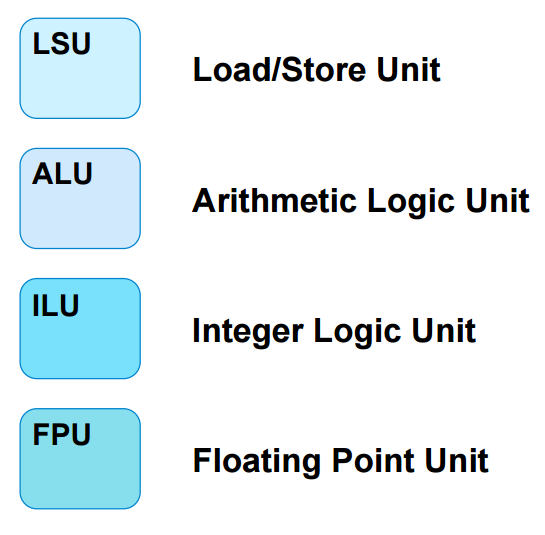 LSU
Load/Store Unit
ALU
Arithmetic Logic Unit
ILU
Integer Logic Unit
FPU
Floating Point Unit